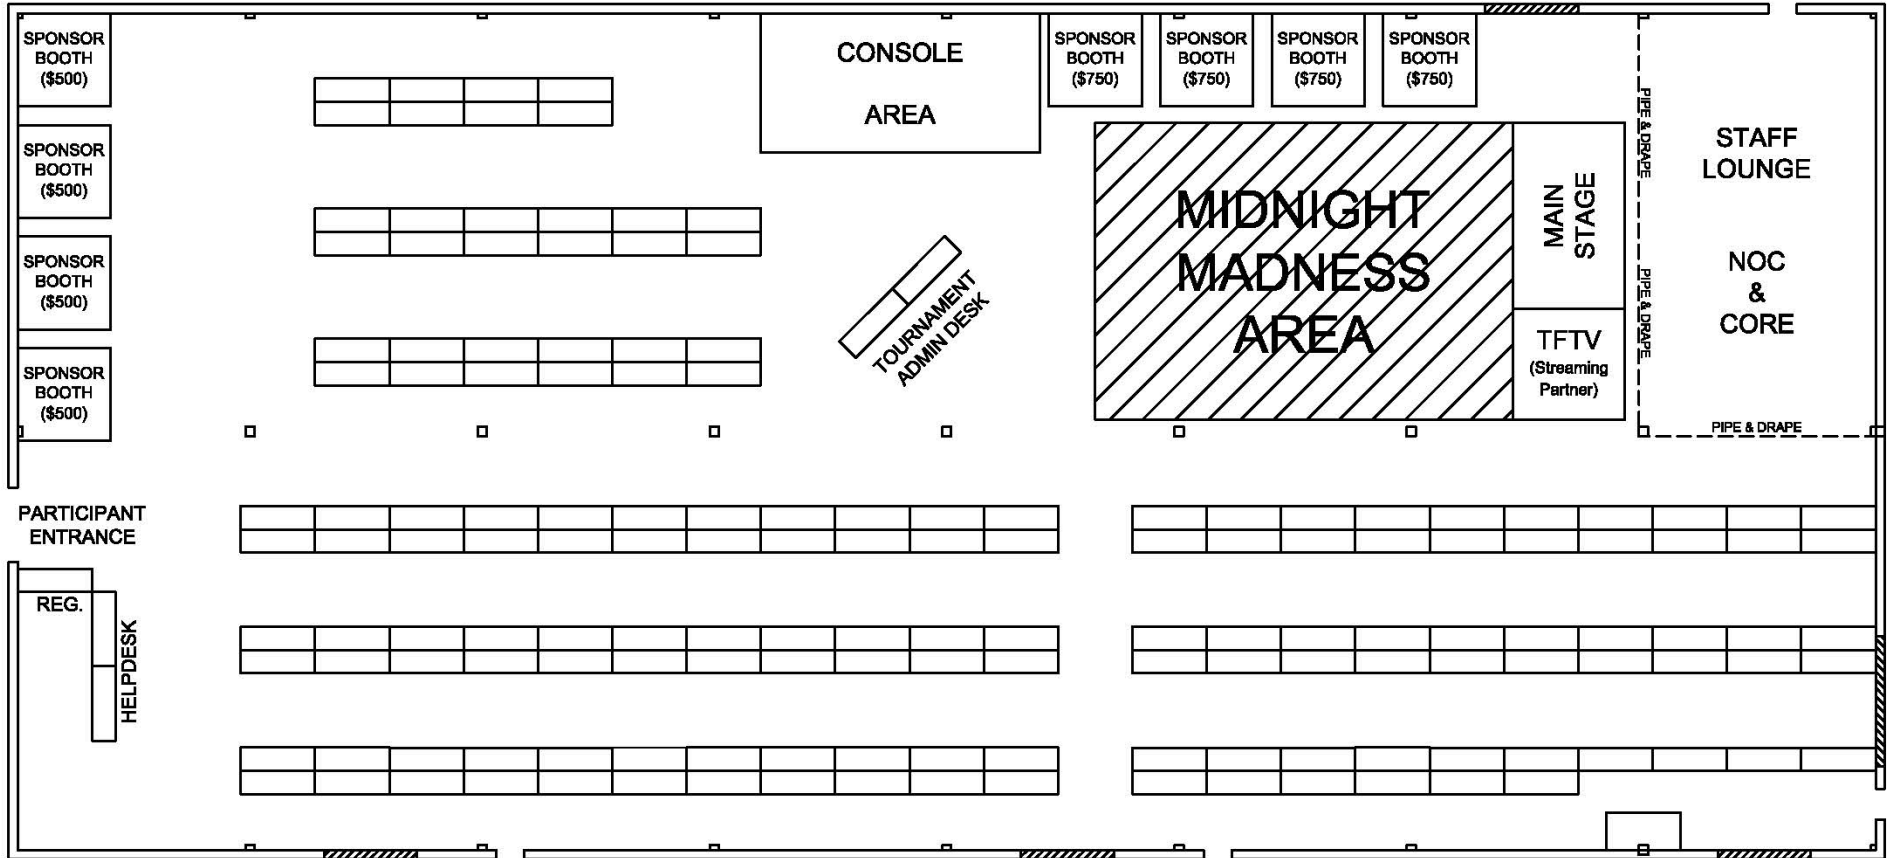 SPONSOR
BOOTH
($500)
CONSOLE
AREA
SPONSOR
BOOTH
($750)
SPONSOR
BOOTH
($750)
SPONSOR
BOOTH
($750)
SPONSOR
BOOTH
($750)
PIPE & DRAPE
STAFF
LOUNGE
SPONSOR
BOOTH
($500)
MIDNIGHT
MADNESS
AREA
MAIN
STAGE
SPONSOR
BOOTH
($500)
TOURNAMENT
ADMIN DESK
PIPE & DRAPE
NOC
&
CORE
TFTV
(Streaming
Partner)
SPONSOR
BOOTH
($500)
PIPE & DRAPE
PARTICIPANT
ENTRANCE
REG.
HELPDESK